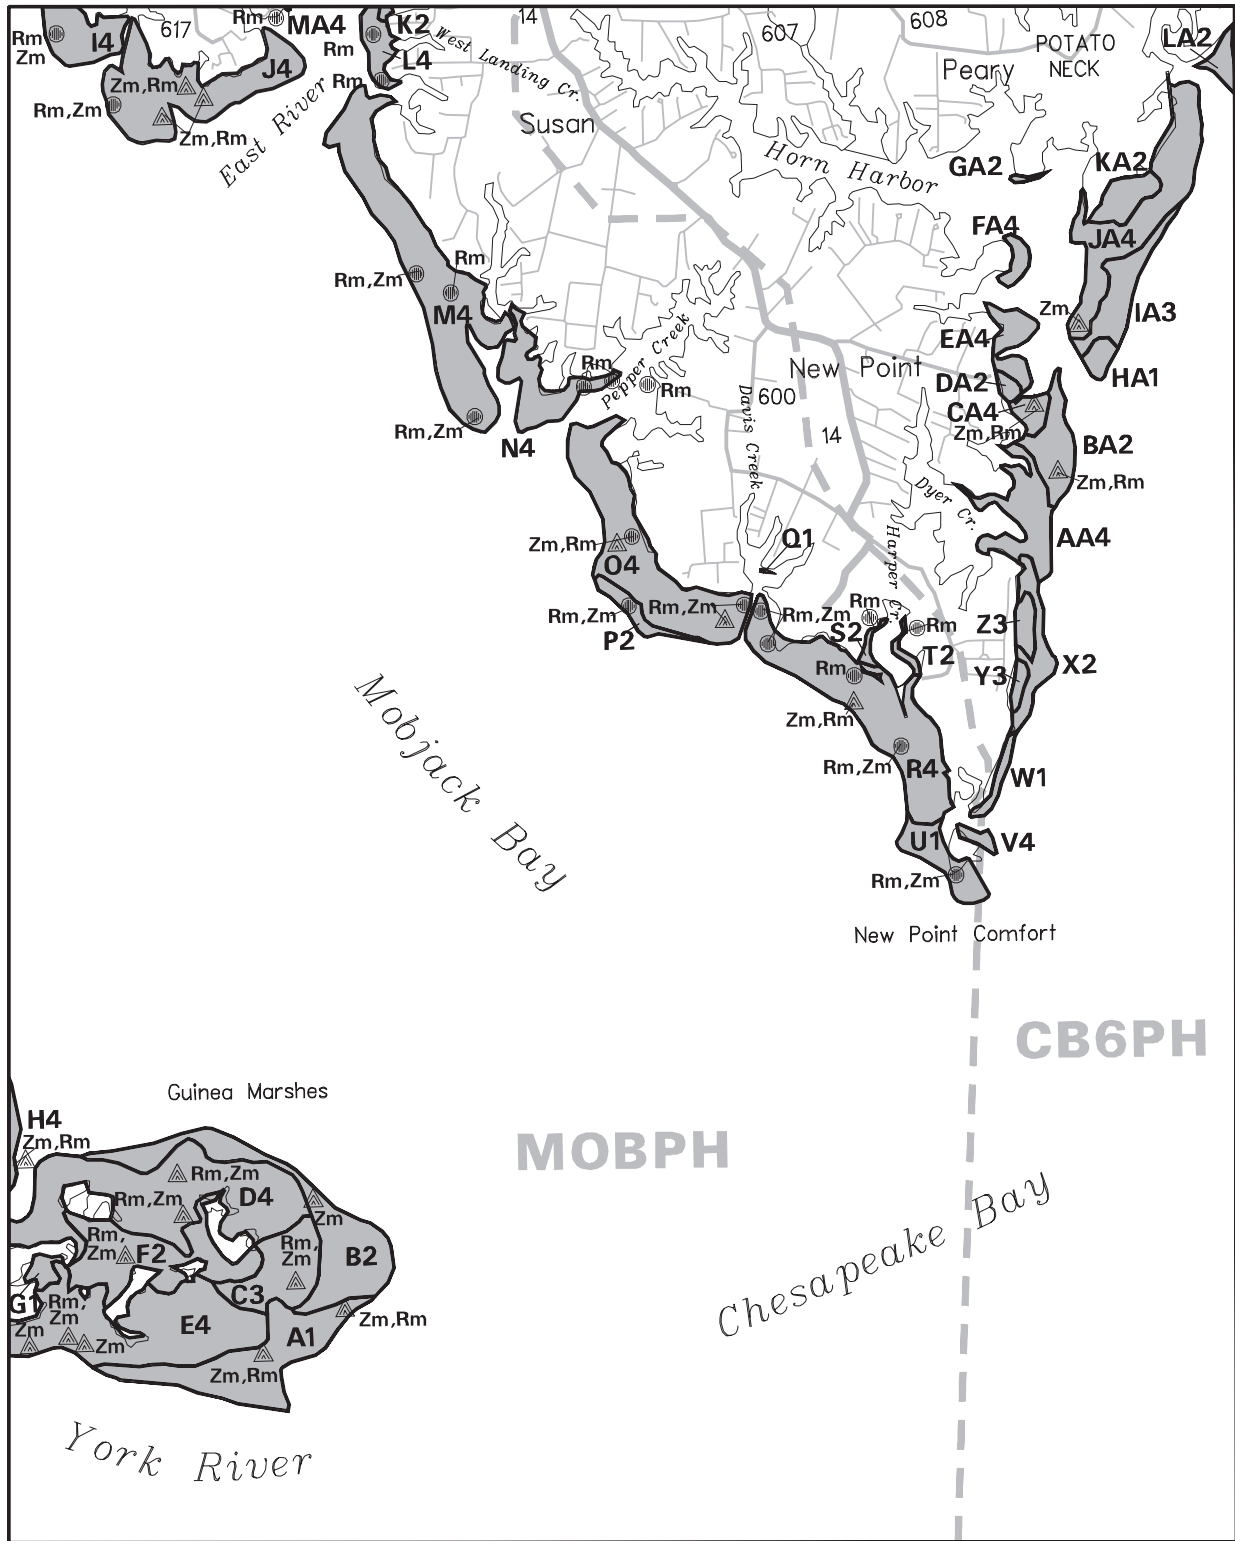 Rm
MA4
K2
14
608
607
617
I4
Rm
Zm
J4
Rm
L4
West Landing Cr.
POTATO
NECK
LA2
Peary
Zm,Rm
Rm
Rm,Zm
Zm,Rm
East River
Susan
Horn Harbor
GA2
KA2
FA4
JA4
Rm
Rm,Zm
M4
Zm
IA3
EA4
Pepper Creek
Rm
New Point
DA2
HA1
Rm
600
CA4
Davis Creek
Rm,Zm
14
Zm,Rm
N4
BA2
Zm,Rm
Dyer Cr.
Q1
Harper Cr.
AA4
Zm,Rm
O4
Rm,Zm
Rm,Zm
Rm,Zm
P2
Rm
S2
Rm
Z3
T2
X2
Rm
Y3
Zm,Rm
Mobjack Bay
Rm,Zm
R4
W1
U1
V4
Rm,Zm
New Point Comfort
CB6PH
Guinea Marshes
H4
Zm,Rm
MOBPH
Rm,Zm
Rm,Zm
D4
Zm
Rm,
Zm
F2
Rm,
Zm
B2
C3
G1
Rm,
Zm
Zm
Zm
E4
A1
Zm,Rm
Zm,Rm
Chesapeake Bay
York River